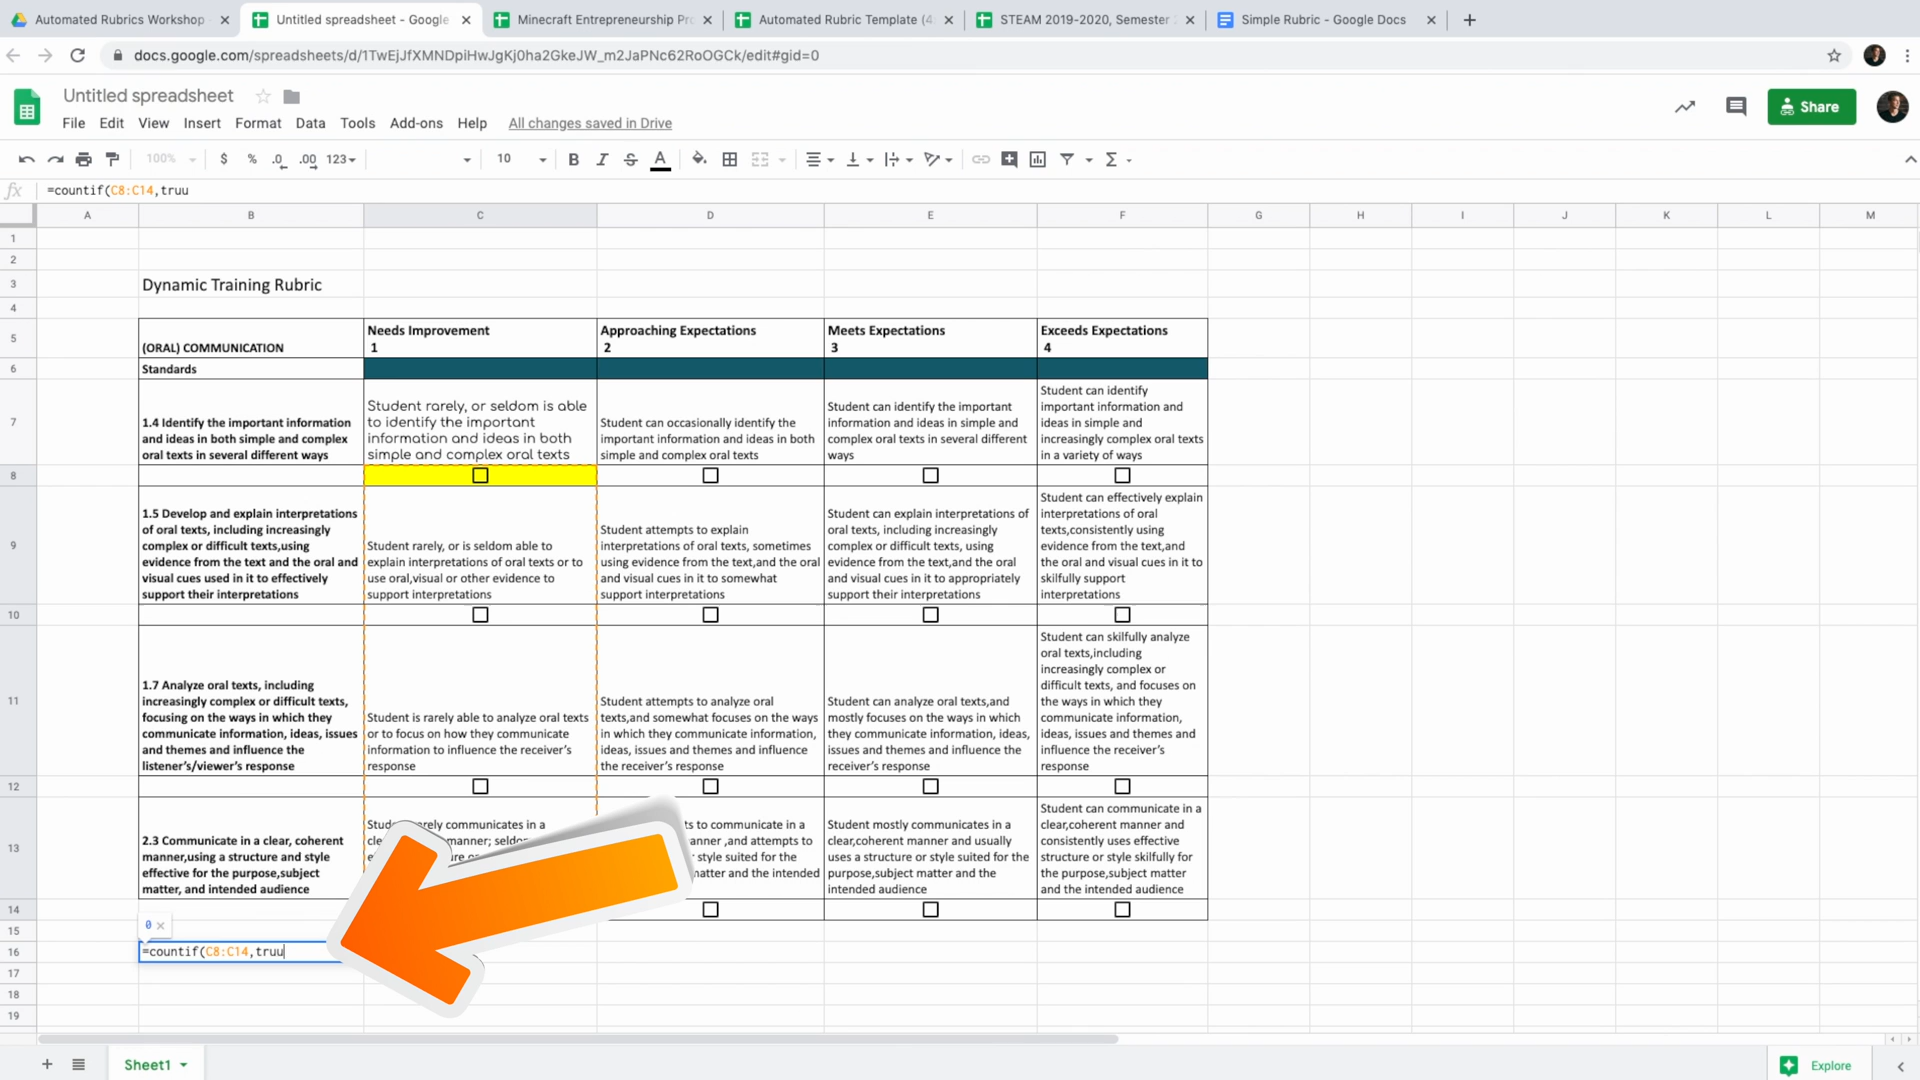 Automated Rubrics Workshop
Untitled spreadsheet - Google
Minecraft Entrepreneurship Pr
Automated Rubric Template (4
STEAM 2019-2020, Semester
Simple Rubric - Google Docs
docs.google.com/spreadsheets/d/1TwEjJfXMNDpiHwJgKj0ha2GkeJW_m2JaPNc62RoOGCk/edit#gid=0
Untitled spreadsheet
Share
File Edit View Insert Format Data Tools Add-ons Help All changes saved in Drive
100% $ % .0 .00 123 10 B I S A Σ
fx =countif(C8:C14,truu
A B C D E F G H I J K L M
1
2
3
Dynamic Training Rubric
4
5
(ORAL) COMMUNICATION
Needs Improvement
1
Approaching Expectations
2
Meets Expectations
3
Exceeds Expectations
4
6
Standards
7
1.4 Identify the important information
and ideas in both simple and complex
oral texts in several different ways
Student rarely, or seldom is able
to identify the important
information and ideas in both
simple and complex oral texts
Student can occasionally identify the
important information and ideas in both
simple and complex oral texts
Student can identify the important
information and ideas in simple and
complex oral texts in several different
ways
Student can identify
important information and
ideas in simple and
increasingly complex oral texts
in a variety of ways
8
9
1.5 Develop and explain interpretations
of oral texts, including increasingly
complex or difficult texts,using
evidence from the text and the oral and
visual cues used in it to effectively
support their interpretations
Student rarely, or is seldom able to
explain interpretations of oral texts or to
use oral,visual or other evidence to
support interpretations
Student attempts to explain
interpretations of oral texts, sometimes
using evidence from the text,and the oral
and visual cues in it to somewhat
support interpretations
Student can explain interpretations of
oral texts, including increasingly
complex or difficult texts, using
evidence from the text,and the oral
and visual cues in it to appropriately
support their interpretations
Student can effectively explain
interpretations of oral
texts,consistently using
evidence from the text,and
the oral and visual cues in it to
skilfully support
interpretations
10
11
1.7 Analyze oral texts, including
increasingly complex or difficult texts,
focusing on the ways in which they
communicate information, ideas, issues
and themes and influence the
listener's/viewer's response
Student is rarely able to analyze oral texts
or to focus on how they communicate
information to influence the receiver's
response
Student attempts to analyze oral
texts,and somewhat focuses on the ways
in which they communicate information,
ideas, issues and themes and influence
the receiver's response
Student can analyze oral texts,and
mostly focuses on the ways in which
they communicate information, ideas,
issues and themes and influence the
receiver's response
Student can skilfully analyze
oral texts,including
increasingly complex or
difficult texts, and focuses on
the ways in which they
communicate information,
ideas, issues and themes and
influence the receiver's
response
12
13
2.3 Communicate in a clear, coherent
manner,using a structure and style
effective for the purpose,subject
matter, and intended audience
communicates in a
manner;
to communicate in a
,and attempts to
style suited for the
and the intended
Student mostly communicates in a
clear,coherent manner and usually
uses a structure or style suited for the
purpose,subject matter and the
intended audience
Student can communicate in a
clear,coherent manner and
consistently uses effective
structure or style skilfully for
the purpose,subject matter
and the intended audience
14
0 ×
15
16
=countif(C8:C14,truu
17
18
19
Sheet1
Explore